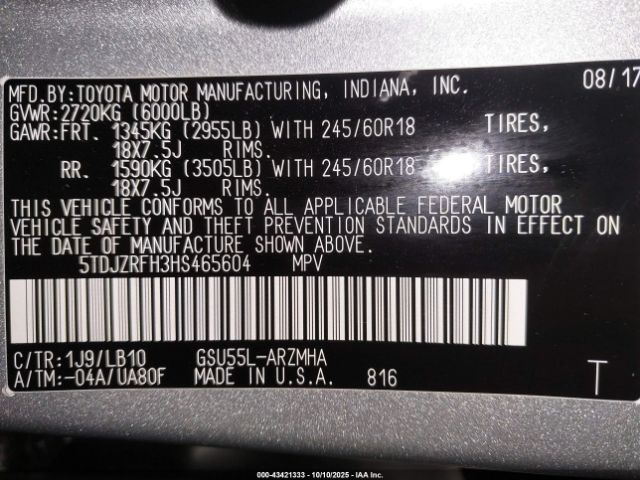 MFD.BY:TOYOTA MOTOR MANUFACTURING, INDIANA, INC. 08/17
GVWR:2720KG (6000LB)
GAWR:FRT. 1345KG (2955LB) WITH 245/60R18 TIRES,
18X7.5J RIMS.
RR. 1590KG (3505LB) WITH 245/60R18 TIRES,
18X7.5J RIMS.
THIS VEHICLE CONFORMS TO ALL APPLICABLE FEDERAL MOTOR
VEHICLE SAFETY AND THEFT PREVENTION STANDARDS IN EFFECT ON
THE DATE OF MANUFACTURE SHOWN ABOVE.
5TDJZRFH3HS465604 MPV
C/TR:1J9/LB10 GSU55L-ARZMHA
A/TM:-04A/UA80F MADE IN U.S.A. 816 T
000-43421333 - 10/10/2025 - IAA Inc.